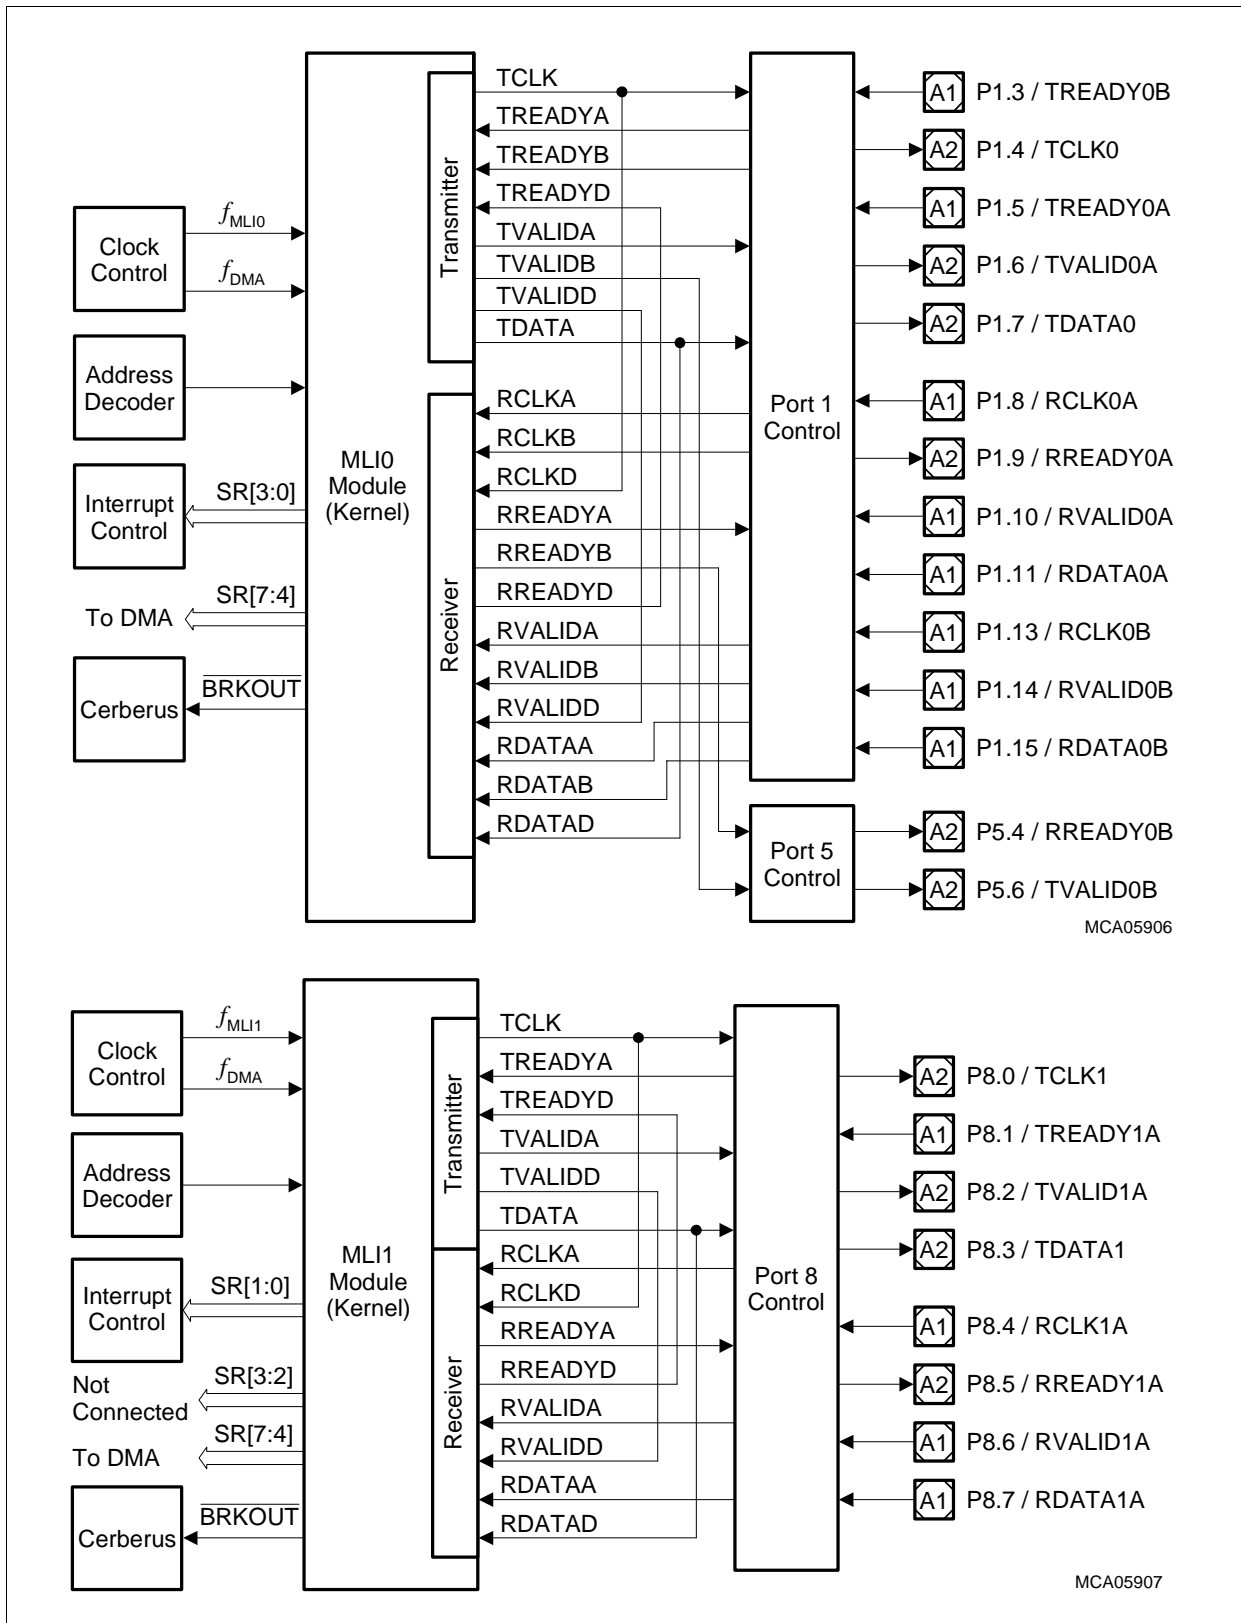 TCLK
TREADYA
TREADYB
TREADYD
TVALIDA
TVALIDB
TVALIDD
TDATA
Transmitter
fMLI0
fDMA
Clock
Control
Address
Decoder
Interrupt
Control
SR[3:0]
To DMA
SR[7:4]
Cerberus
BRKOUT
MLI0
Module
(Kernel)
Receiver
RCLKA
RCLKB
RCLKD
RREADYA
RREADYB
RREADYD
RVALIDA
RVALIDB
RVALIDD
RDATAA
RDATAB
RDATAD
Port 1
Control
Port 5
Control
A1 P1.3 / TREADY0B
A2 P1.4 / TCLK0
A1 P1.5 / TREADY0A
A2 P1.6 / TVALID0A
A2 P1.7 / TDATA0
A1 P1.8 / RCLK0A
A2 P1.9 / RREADY0A
A1 P1.10 / RVALID0A
A1 P1.11 / RDATA0A
A1 P1.13 / RCLK0B
A1 P1.14 / RVALID0B
A1 P1.15 / RDATA0B
A2 P5.4 / RREADY0B
A2 P5.6 / TVALID0B
MCA05906
Clock
Control
fMLI1
fDMA
Address
Decoder
Interrupt
Control
SR[1:0]
Not
Connected
SR[3:2]
To DMA
SR[7:4]
Cerberus
BRKOUT
MLI1
Module
(Kernel)
Transmitter
TCLK
TREADYA
TREADYD
TVALIDA
TVALIDD
TDATA
Receiver
RCLKA
RCLKD
RREADYA
RREADYD
RVALIDA
RVALIDD
RDATAA
RDATAD
Port 8
Control
A2 P8.0 / TCLK1
A1 P8.1 / TREADY1A
A2 P8.2 / TVALID1A
A2 P8.3 / TDATA1
A1 P8.4 / RCLK1A
A2 P8.5 / RREADY1A
A1 P8.6 / RVALID1A
A1 P8.7 / RDATA1A
MCA05907